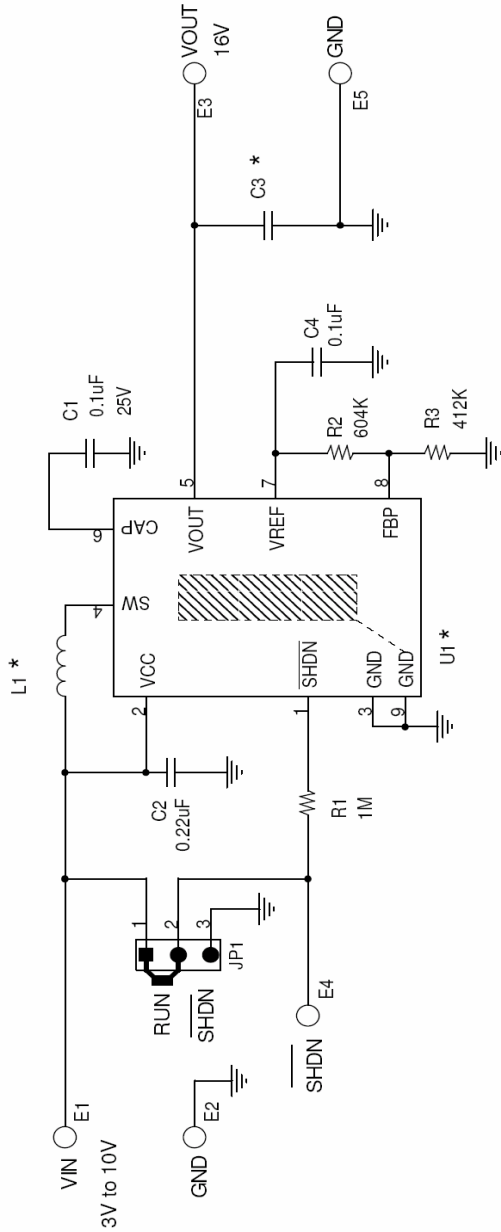 VIN
E1
3V to 10V
GND
E2
RUN
SHDN
JP1
1
2
3
SHDN
E4
R1
1M
C2
0.22uF
L1 *
2
VCC
4
SW
6
CAP
C1
0.1uF
25V
1
SHDN
3
GND
9
GND
U1*
5
VOUT
7
VREF
8
FBP
R2
604K
R3
412K
C4
0.1uF
C3 *
E3
VOUT
16V
E5
GND